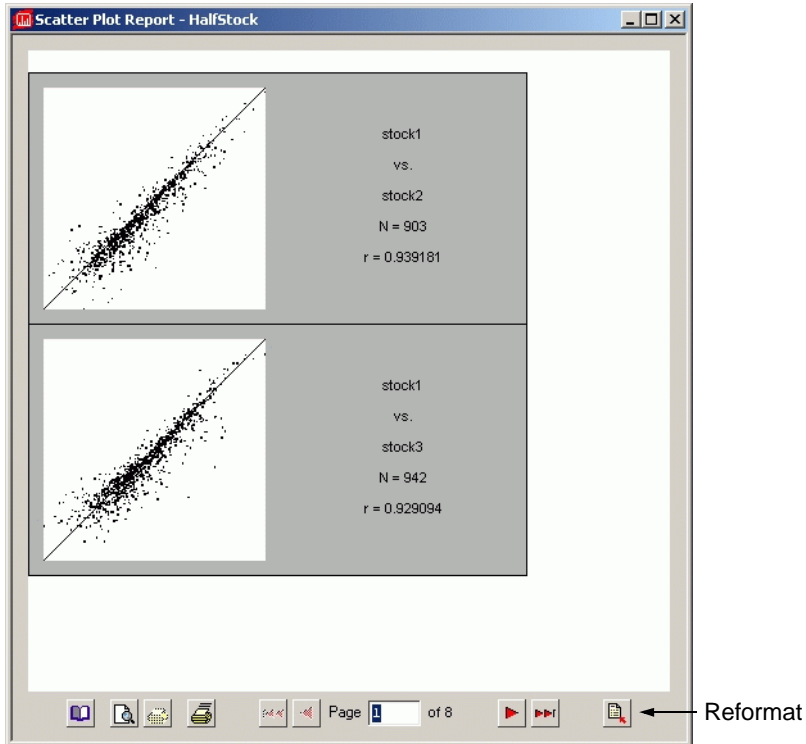 Scatter Plot Report - HalfStock
stock1
vs.
stock2
N = 903
r = 0.939181
stock1
vs.
stock3
N = 942
r = 0.929094
Page 1 of 8
Reformat